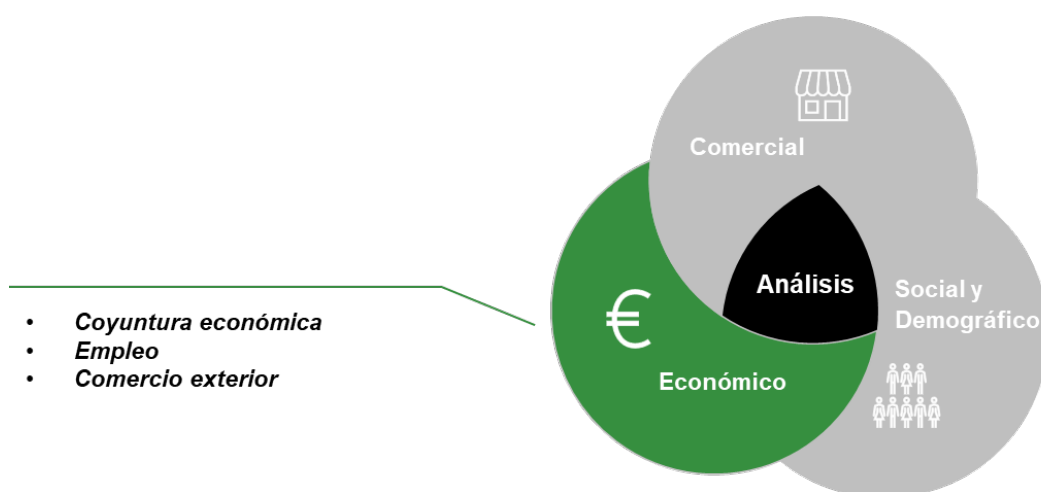 Comercial
Análisis
Social y
Demográfico
€
Económico
• Coyuntura económica
• Empleo
• Comercio exterior